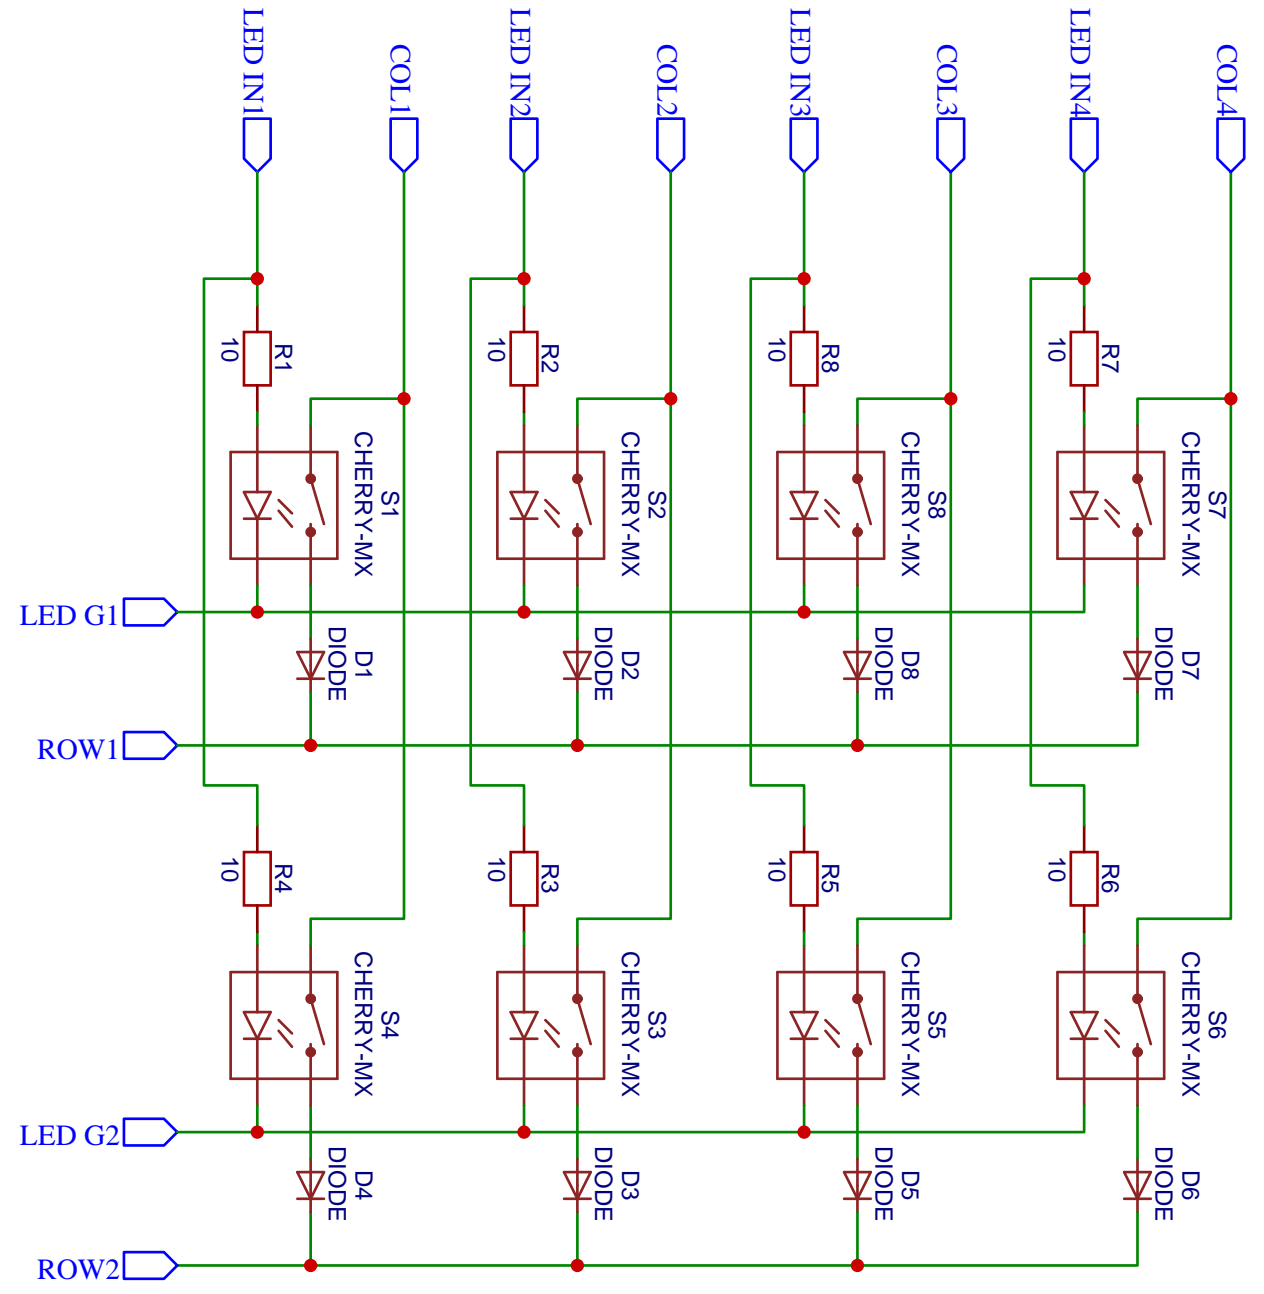 LED IN1
COL1
LED IN2
COL2
LED IN3
COL3
LED IN4
COL4
R1
10
R2
10
R8
10
R7
10
S1
CHERRY-MX
S2
CHERRY-MX
S8
CHERRY-MX
S7
CHERRY-MX
LED G1
D1
DIODE
D2
DIODE
D8
DIODE
D7
DIODE
ROW1
R4
10
R3
10
R5
10
R6
10
S4
CHERRY-MX
S3
CHERRY-MX
S5
CHERRY-MX
S6
CHERRY-MX
LED G2
D4
DIODE
D3
DIODE
D5
DIODE
D6
DIODE
ROW2